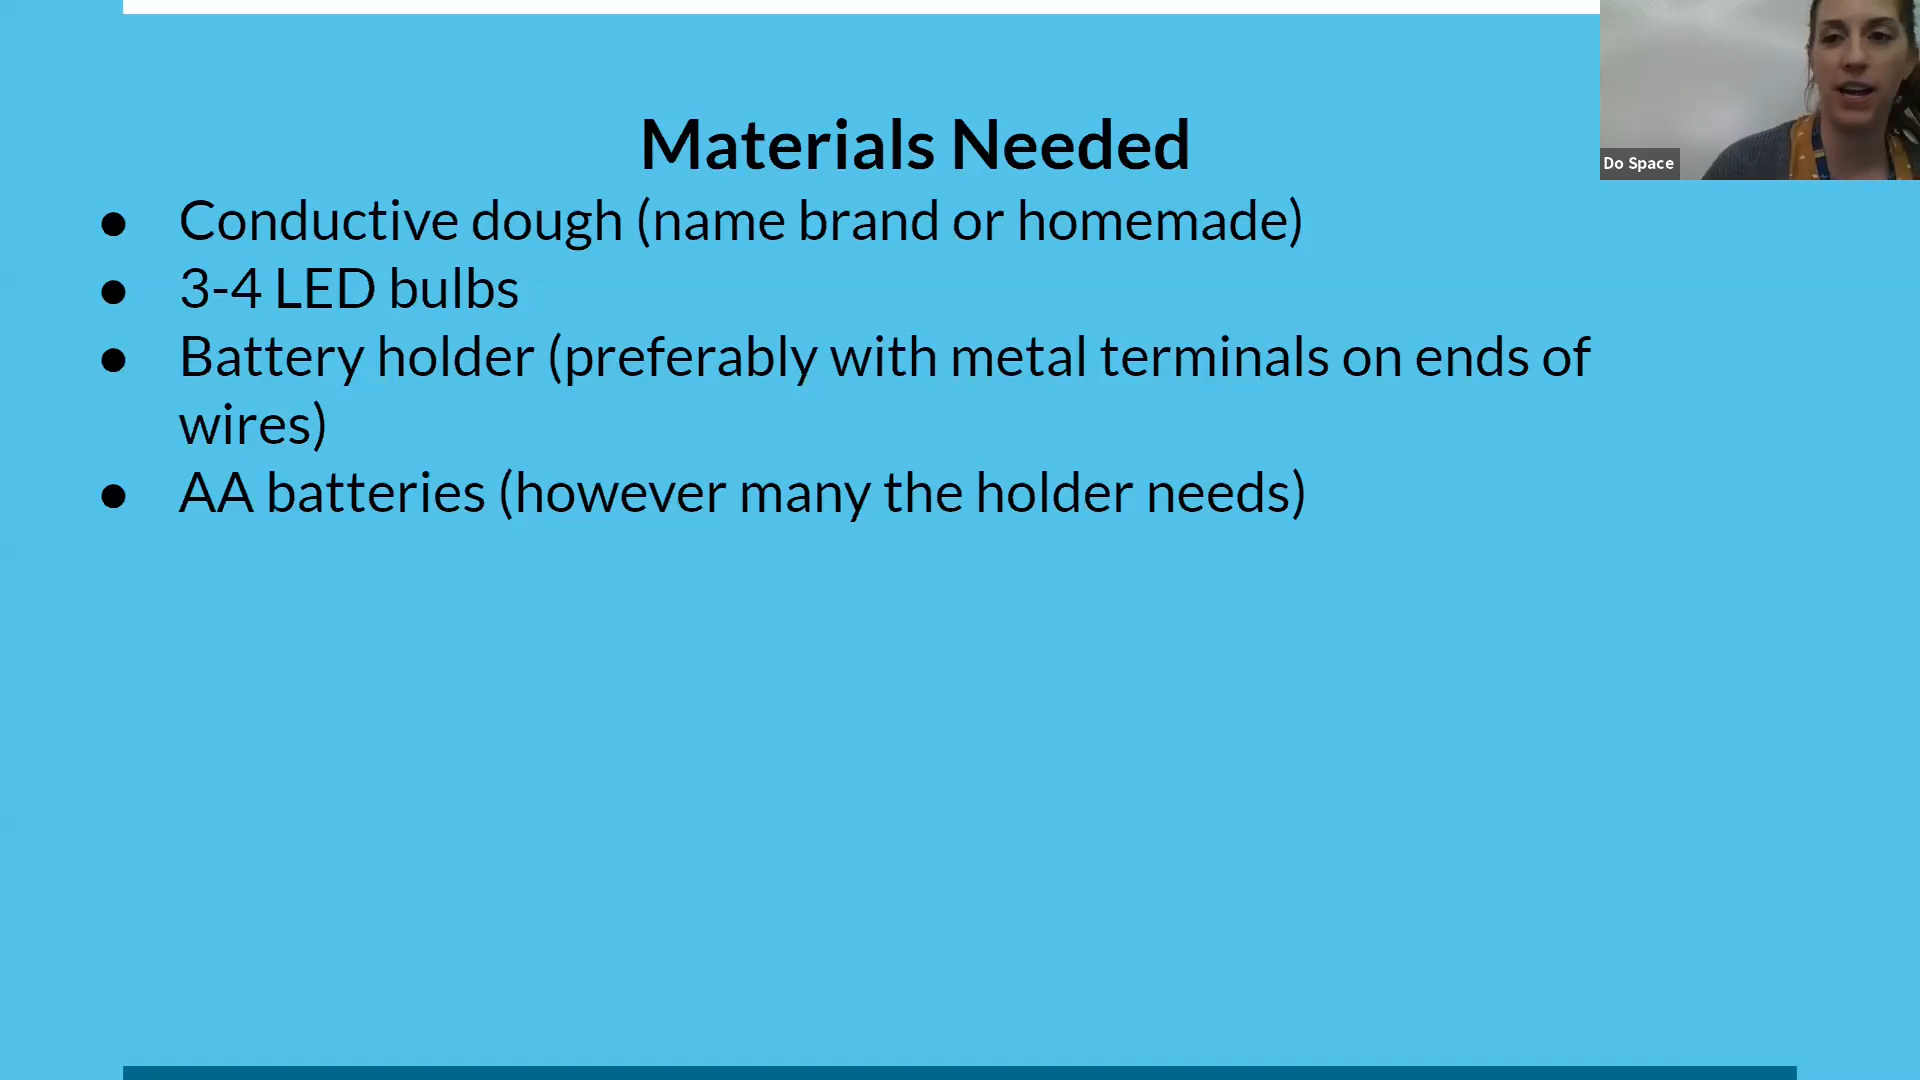 Materials Needed
● Conductive dough (name brand or homemade)
● 3-4 LED bulbs
● Battery holder (preferably with metal terminals on ends of
wires)
● AA batteries (however many the holder needs)
Do Space